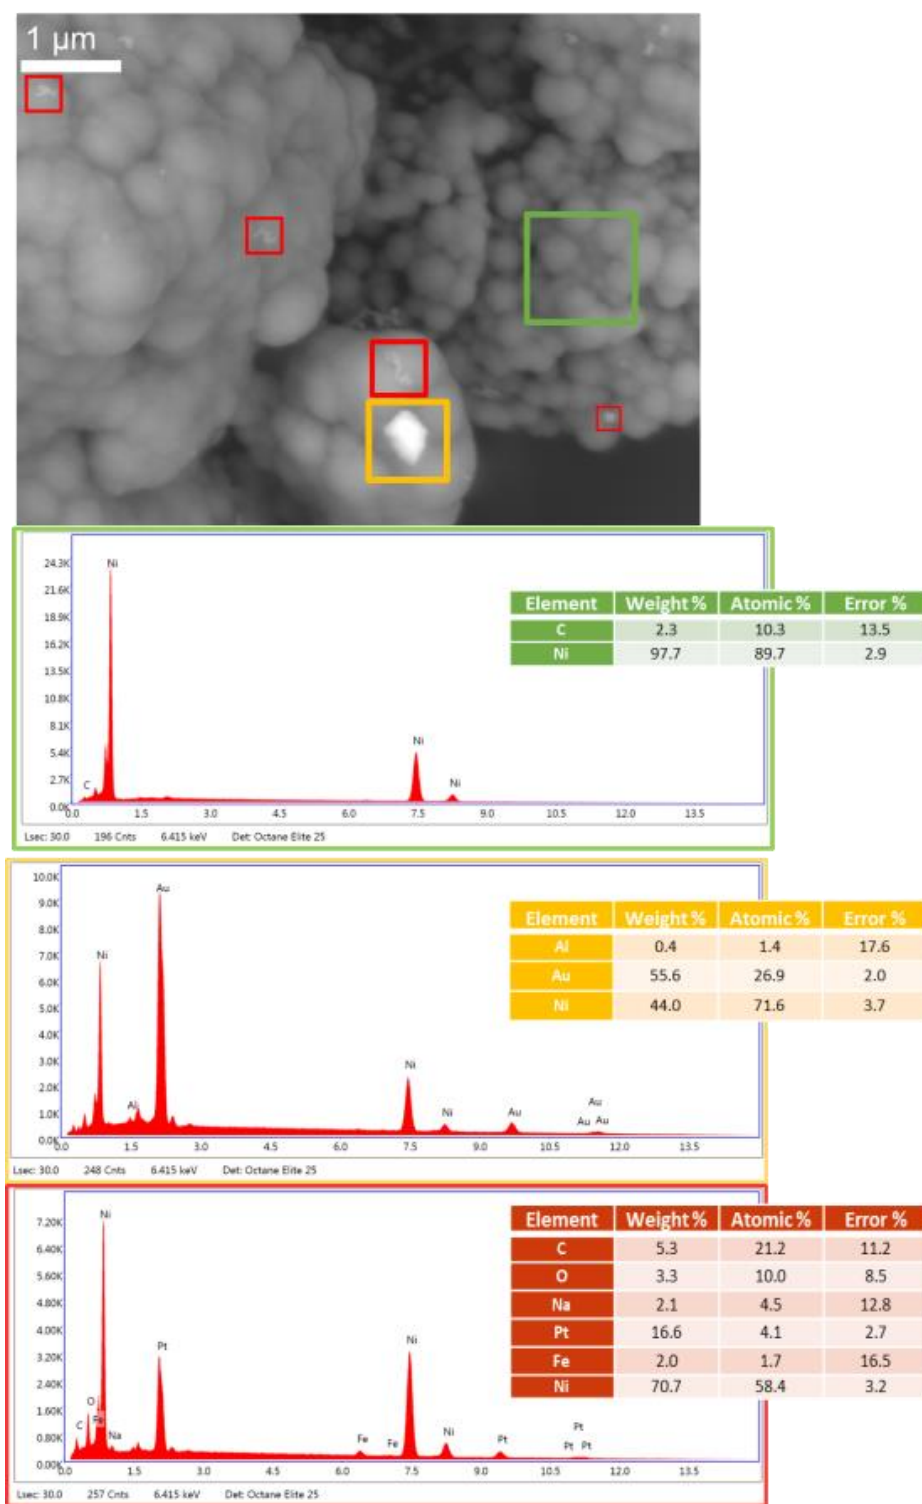 1 µm
24.3K
21.6K
18.9K
16.2K
13.5K
10.8K
8.1K
5.4K
2.7K
0.0K
Ni
C
Ni
Ni
0.0 1.5 3.0 4.5 6.0 7.5 9.0 10.5 12.0 13.5
Lsec: 30.0 196 Cnts 6.415 keV Det: Octane Elite 25
Element Weight % Atomic % Error %
C 2.3 10.3 13.5
Ni 97.7 89.7 2.9
10.0K
9.0K
8.0K
7.0K
6.0K
5.0K
4.0K
3.0K
2.0K
1.0K
0.0K
Au
Ni
Al
Ni
Ni
Au
Au
Au Au
0.0 1.5 3.0 4.5 6.0 7.5 9.0 10.5 12.0 13.5
Lsec: 30.0 248 Cnts 6.415 keV Det: Octane Elite 25
Element Weight % Atomic % Error %
Al 0.4 1.4 17.6
Au 55.6 26.9 2.0
Ni 44.0 71.6 3.7
7.20K
6.40K
5.60K
4.80K
4.00K
3.20K
2.40K
1.60K
0.80K
0.00K
Ni
Pt
O
Fe
C
Na
Fe
Fe
Ni
Ni
Pt
Pt
Pt Pt
0.0 1.5 3.0 4.5 6.0 7.5 9.0 10.5 12.0 13.5
Lsec: 30.0 257 Cnts 6.415 keV Det: Octane Elite 25
Element Weight % Atomic % Error %
C 5.3 21.2 11.2
O 3.3 10.0 8.5
Na 2.1 4.5 12.8
Pt 16.6 4.1 2.7
Fe 2.0 1.7 16.5
Ni 70.7 58.4 3.2